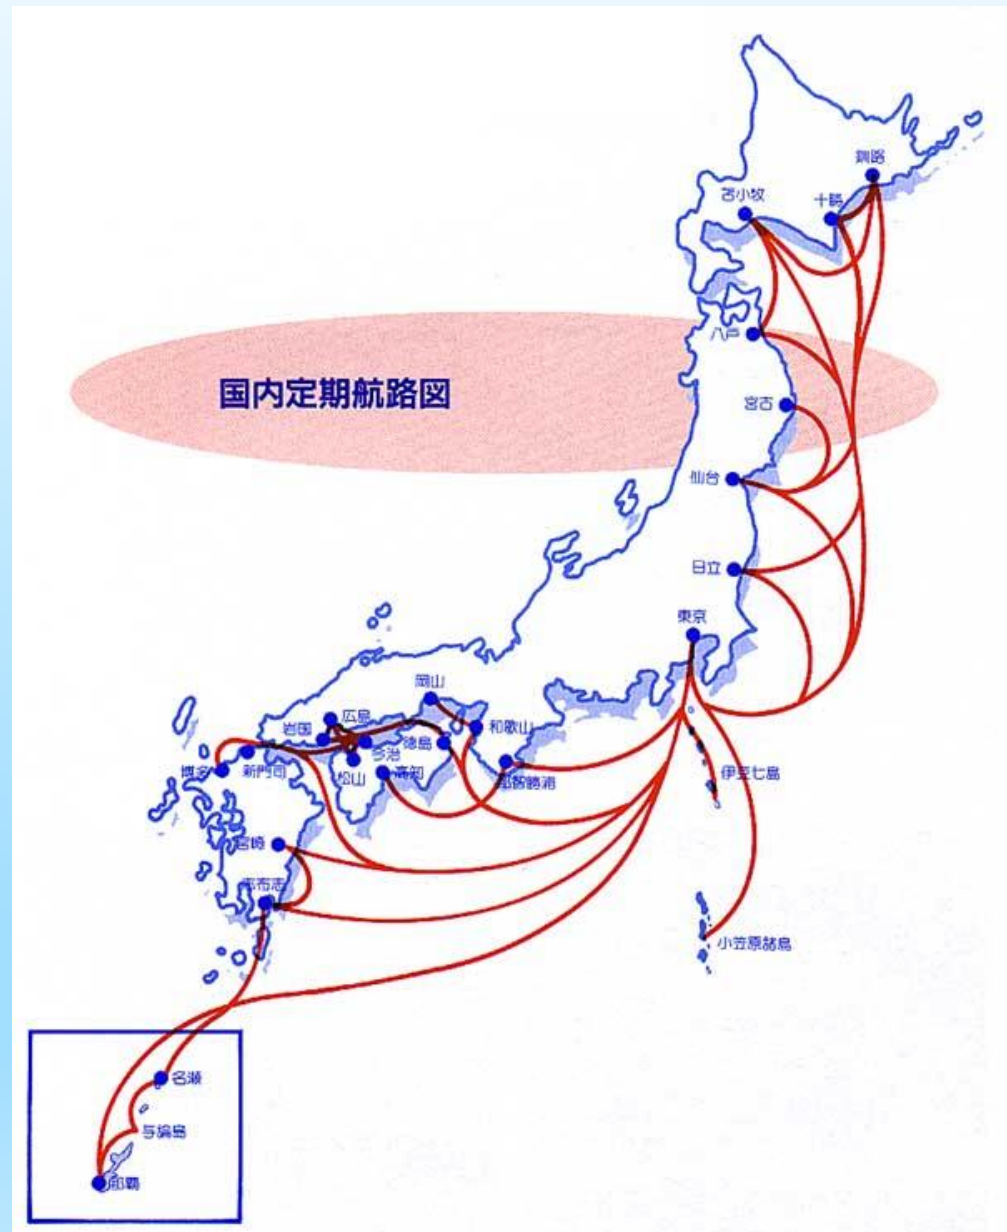 釧路
苫小牧
十勝
八戸
国内定期航路図
宮古
仙台
日立
東京
岡山
広島
岩国
和歌山
今治
徳島
博多
新門司
松山
高知
那智勝浦
伊豆七島
宮崎
志布志
小笠原諸島
名瀬
与論島
那覇